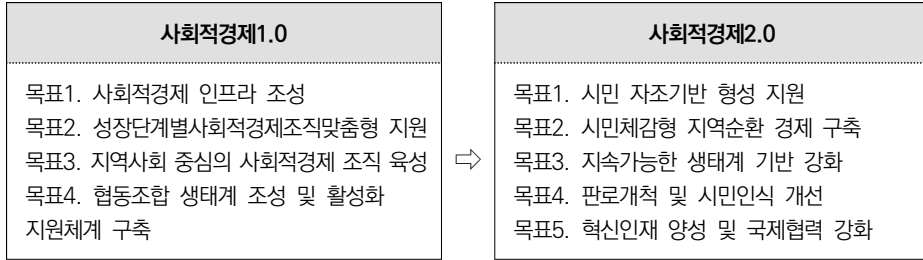 사회적경제1.0
목표1. 사회적경제 인프라 조성
목표2. 성장단계별사회적경제조직맞춤형 지원
목표3. 지역사회 중심의 사회적경제 조직 육성
목표4. 협동조합 생태계 조성 및 활성화
지원체계 구축
⇨
사회적경제2.0
목표1. 시민 자조기반 형성 지원
목표2. 시민체감형 지역순환 경제 구축
목표3. 지속가능한 생태계 기반 강화
목표4. 판로개척 및 시민인식 개선
목표5. 혁신인재 양성 및 국제협력 강화